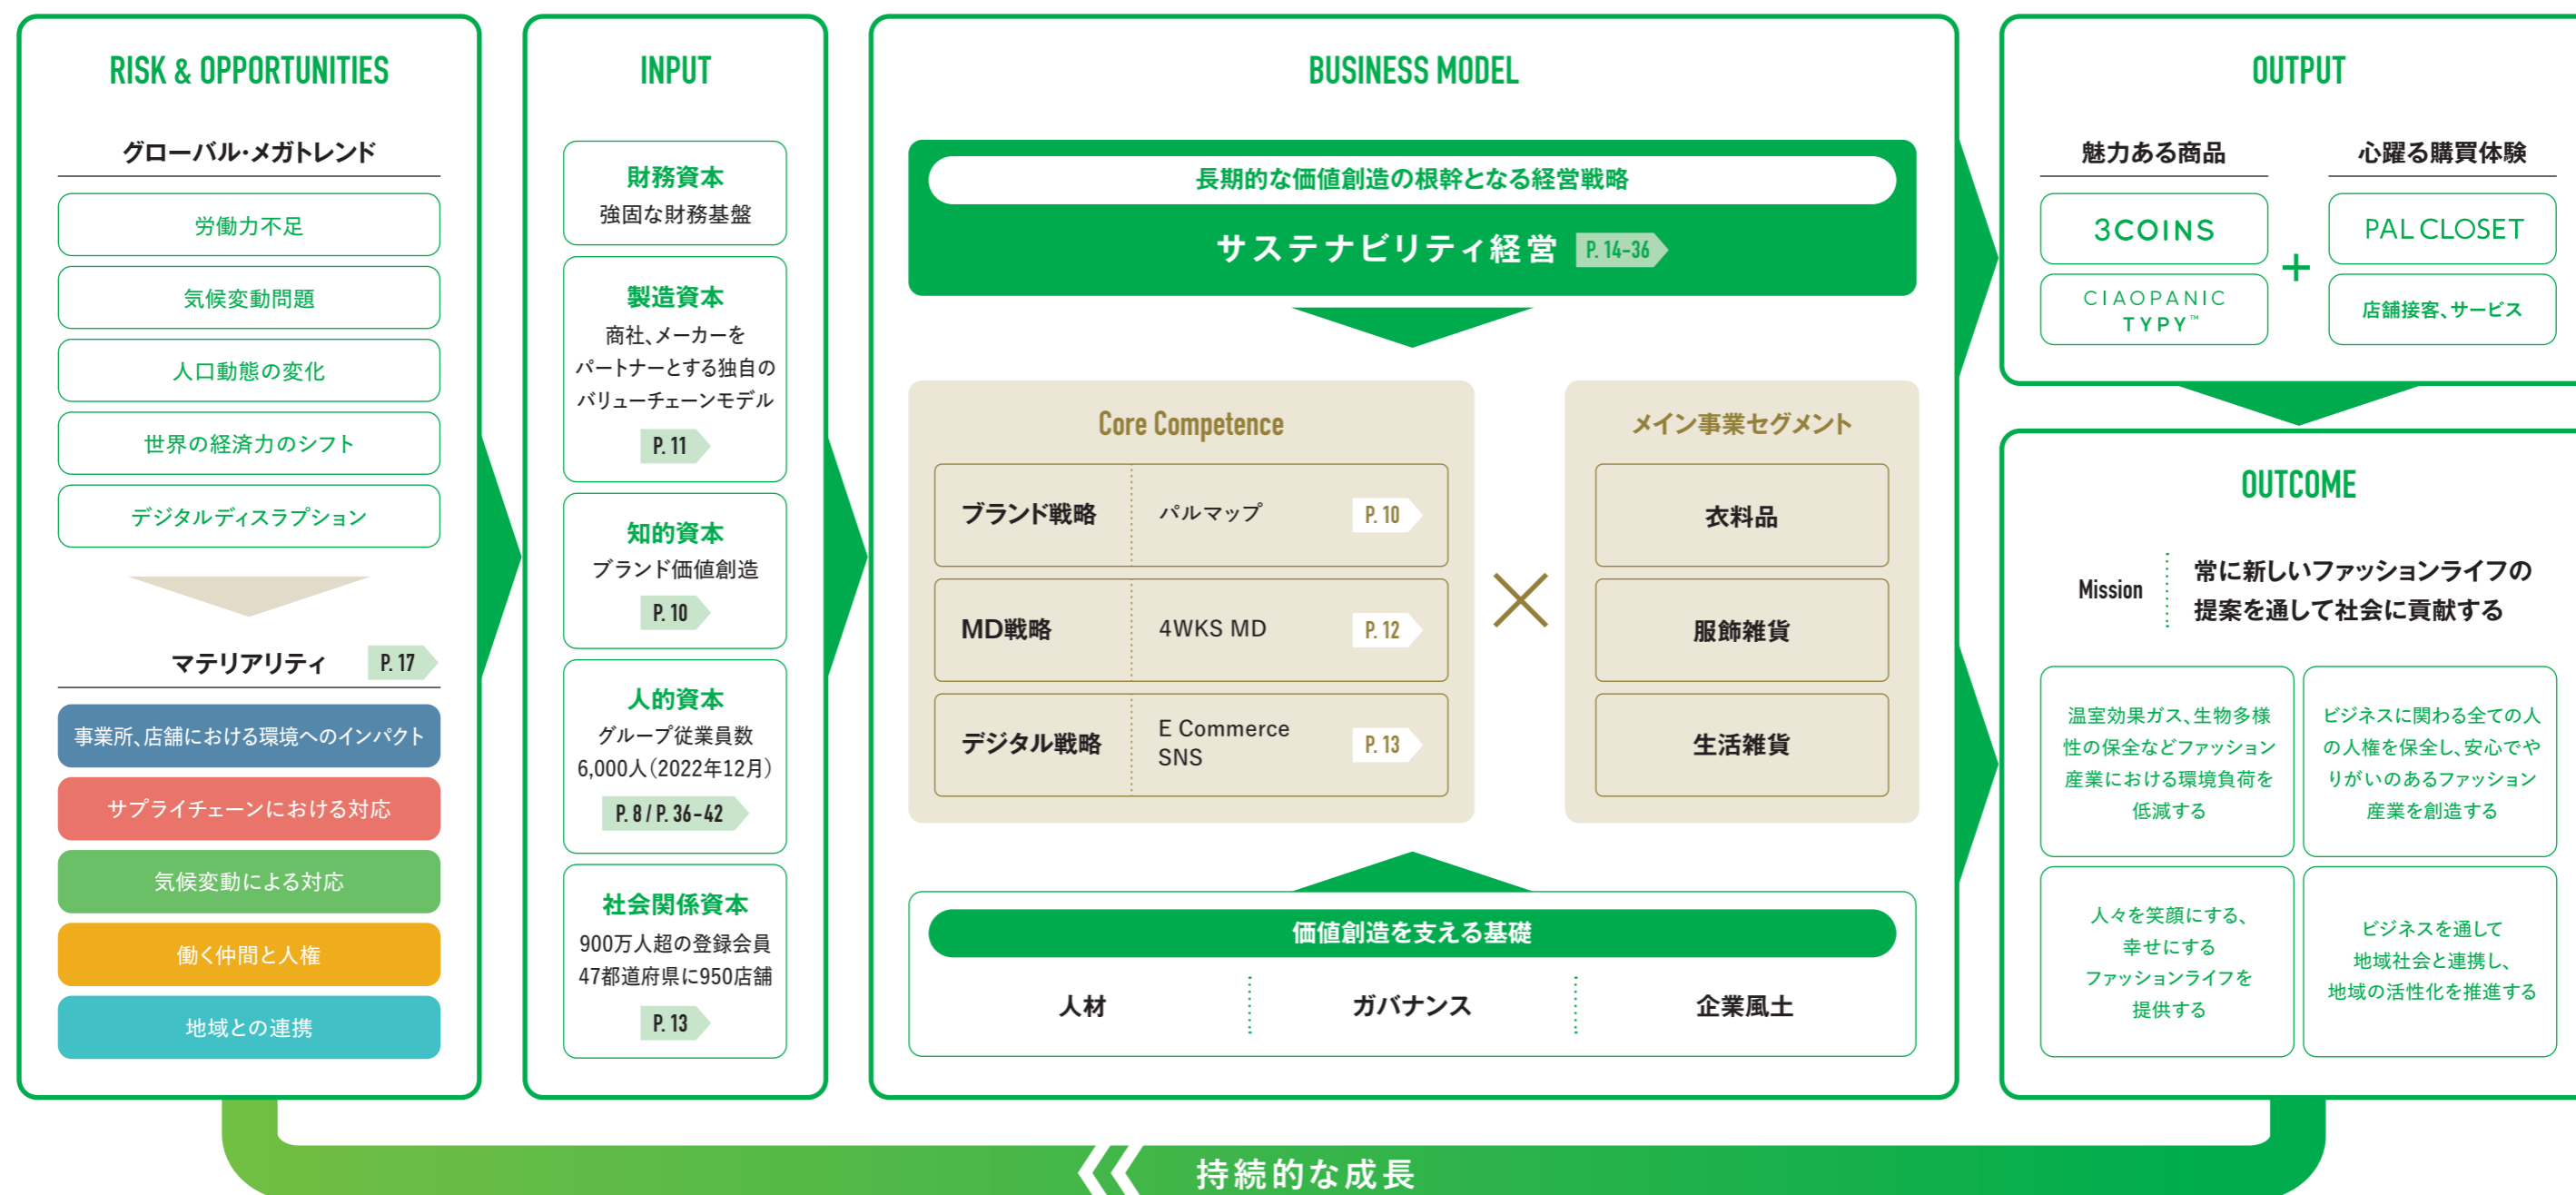 RISK & OPPORTUNITIES
グローバル・メガトレンド
労働力不足
気候変動問題
人口動態の変化
世界の経済力のシフト
デジタルディスラプション
マテリアリティ
P. 17
事業所、店舗における環境へのインパクト
サプライチェーンにおける対応
気候変動による対応
働く仲間と人権
地域との連携
INPUT
財務資本
強固な財務基盤
製造資本
商社、メーカーを
パートナーとする独自の
バリューチェーンモデル
P. 11
知的資本
ブランド価値創造
P. 10
人的資本
グループ従業員数
6,000人(2022年12月)
P. 8 / P. 36-42
社会関係資本
900万人超の登録会員
47都道府県に950店舗
P. 13
BUSINESS MODEL
長期的な価値創造の根幹となる経営戦略
サステナビリティ経営 P. 14-36
Core Competence
ブランド戦略 パルマップ P. 10
MD戦略 4WKS MD P. 12
デジタル戦略 E Commerce
SNS P. 13
×
メイン事業セグメント
衣料品
服飾雑貨
生活雑貨
価値創造を支える基礎
人材 ガバナンス 企業風土
OUTPUT
魅力ある商品
3COINS
CIAOPANIC
TYPY™
+
心躍る購買体験
PAL CLOSET
店舗接客、サービス
OUTCOME
Mission
常に新しいファッションライフの
提案を通して社会に貢献する
温室効果ガス、生物多様
性の保全などファッション
産業における環境負荷を
低減する
ビジネスに関わる全ての人
の人権を保全し、安心でや
りがいのあるファッション
産業を創造する
人々を笑顔にする、
幸せにする
ファッションライフを
提供する
ビジネスを通して
地域社会と連携し、
地域の活性化を推進する
持続的な成長